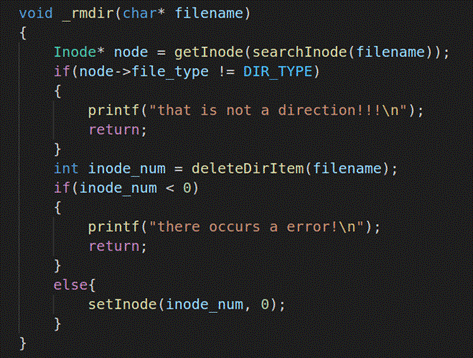 void _rmdir(char* filename)
{
    Inode* node = getInode(searchInode(filename));
    if(node->file_type != DIR_TYPE)
    {
        printf("that is not a direction!!!\n");
        return;
    }
    int inode_num = deleteDirItem(filename);
    if(inode_num < 0)
    {
        printf("there occurs a error!\n");
        return;
    }
    else{
        setInode(inode_num, 0);
    }
}